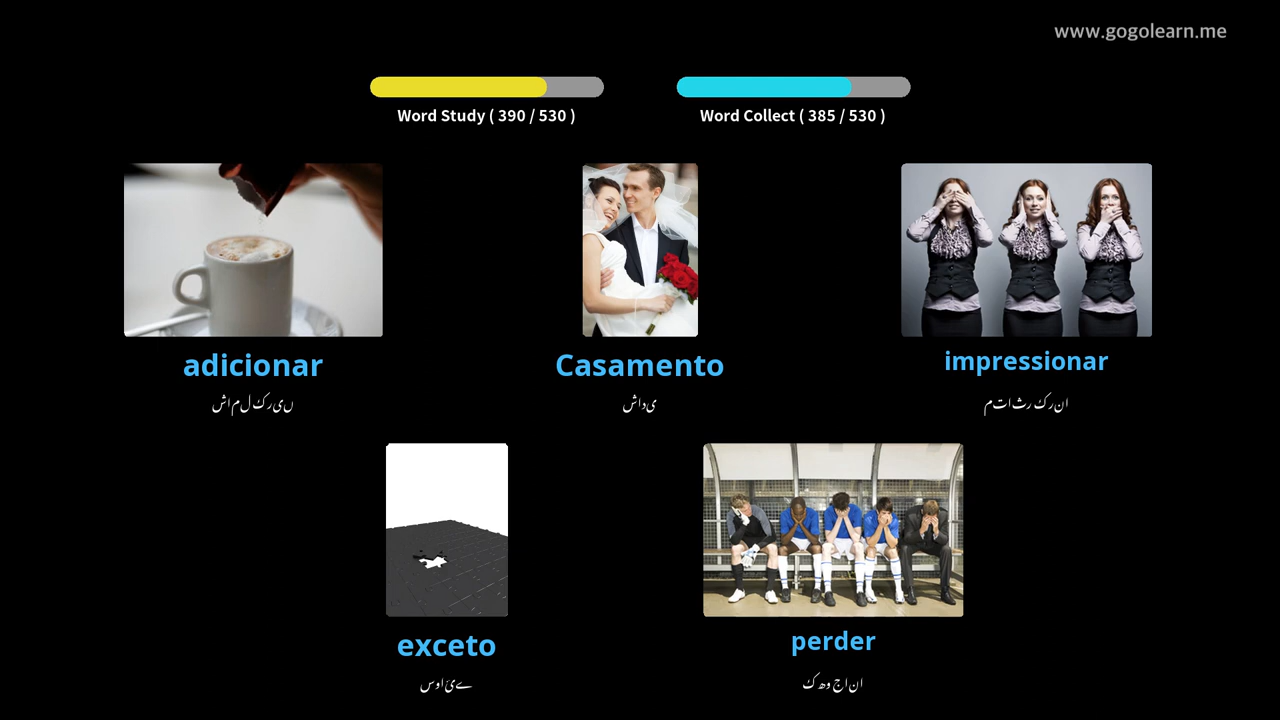 www.gogolearn.me
Word Study ( 390 / 530 )
Word Collect ( 385 / 530 )
adicionar
شامل کریں
Casamento
شادی
impressionar
متاثر کرنا
exceto
سوائے
perder
کھو جانا